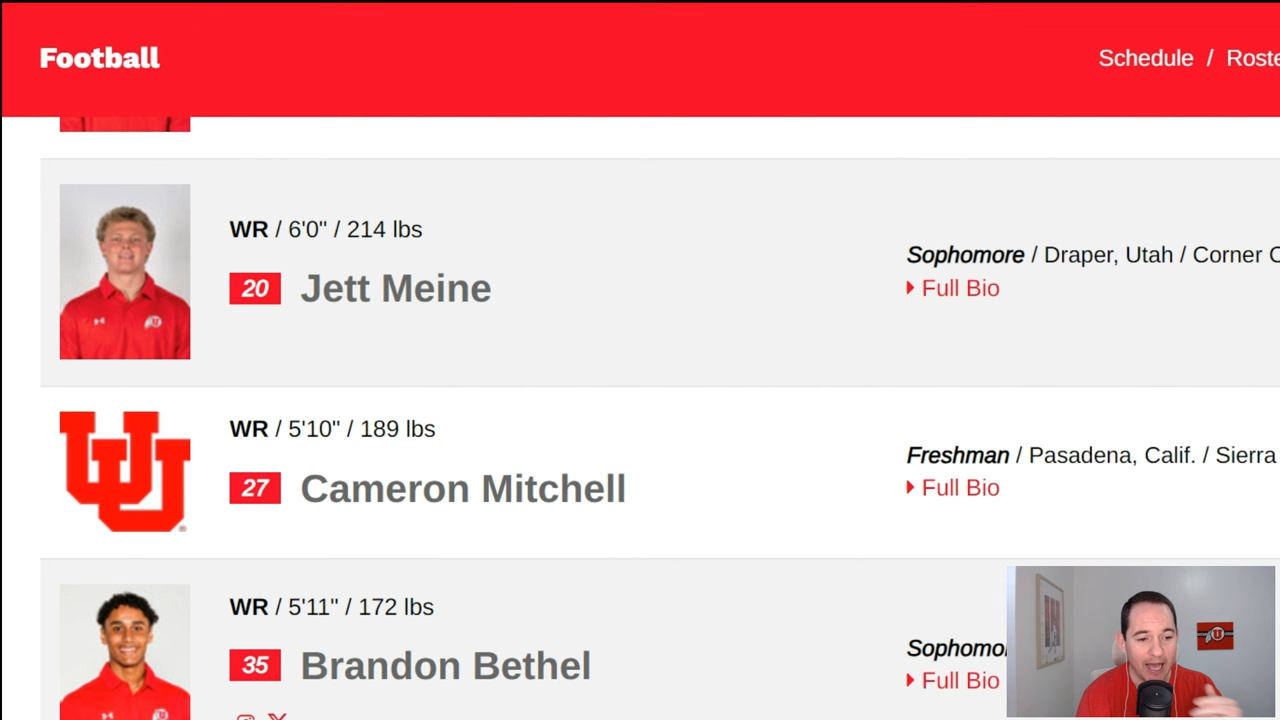 Football
Schedule / Roste
WR / 6'0" / 214 lbs
20 Jett Meine
Sophomore / Draper, Utah / Corner C
Full Bio
WR / 5'10" / 189 lbs
27 Cameron Mitchell
Freshman / Pasadena, Calif. / Sierra
Full Bio
WR / 5'11" / 172 lbs
35 Brandon Bethel
Sophomo
Full Bio